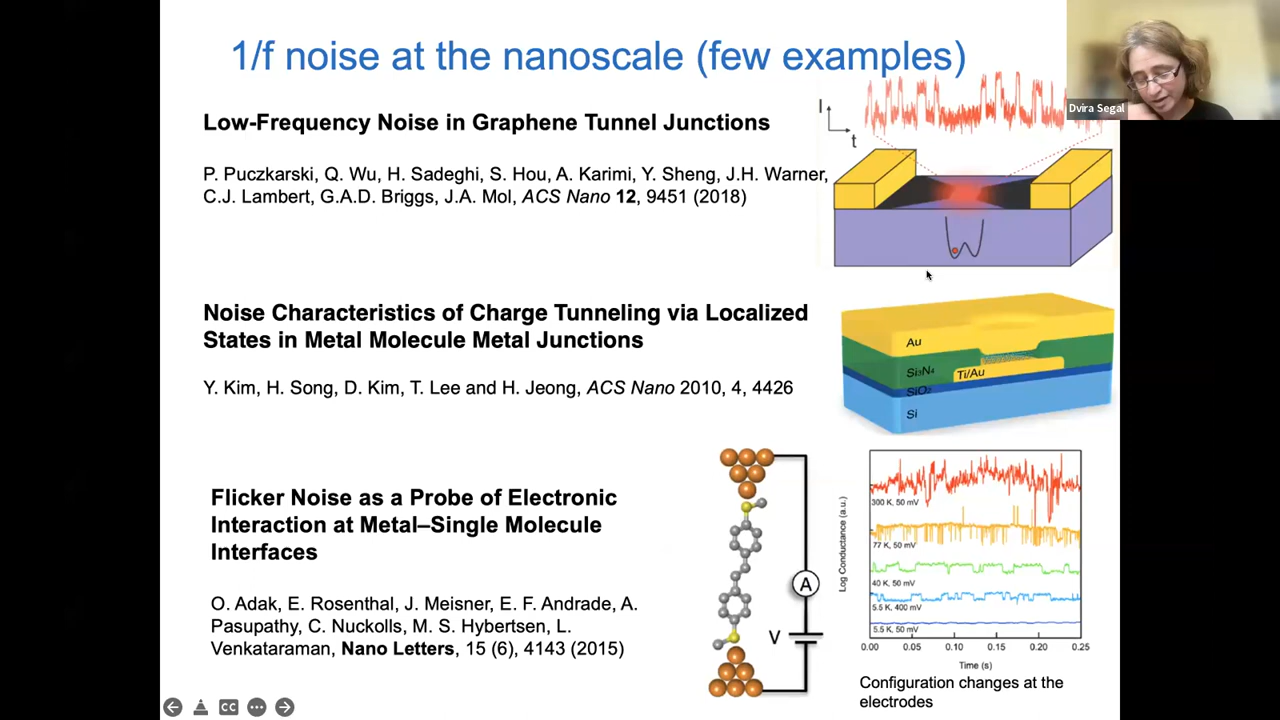 1/f noise at the nanoscale (few examples)
Dvira Segal
Low-Frequency Noise in Graphene Tunnel Junctions
P. Puczkarski, Q. Wu, H. Sadeghi, S. Hou, A. Karimi, Y. Sheng, J.H. Warner,
C.J. Lambert, G.A.D. Briggs, J.A. Mol, ACS Nano 12, 9451 (2018)
I
t
Noise Characteristics of Charge Tunneling via Localized
States in Metal Molecule Metal Junctions
Y. Kim, H. Song, D. Kim, T. Lee and H. Jeong, ACS Nano 2010, 4, 4426
Au
Si₃N₄
Ti/Au
SiO₂
Si
Flicker Noise as a Probe of Electronic
Interaction at Metal–Single Molecule
Interfaces
O. Adak, E. Rosenthal, J. Meisner, E. F. Andrade, A.
Pasupathy, C. Nuckolls, M. S. Hybertsen, L.
Venkataraman, Nano Letters, 15 (6), 4143 (2015)
A
V
Log Conductance (a.u.)
300 K, 50 mV
77 K, 50 mV
40 K, 50 mV
5.5 K, 400 mV
5.5 K, 50 mV
0.00 0.05 0.10 0.15 0.20 0.25
Time (s)
Configuration changes at the
electrodes
CC